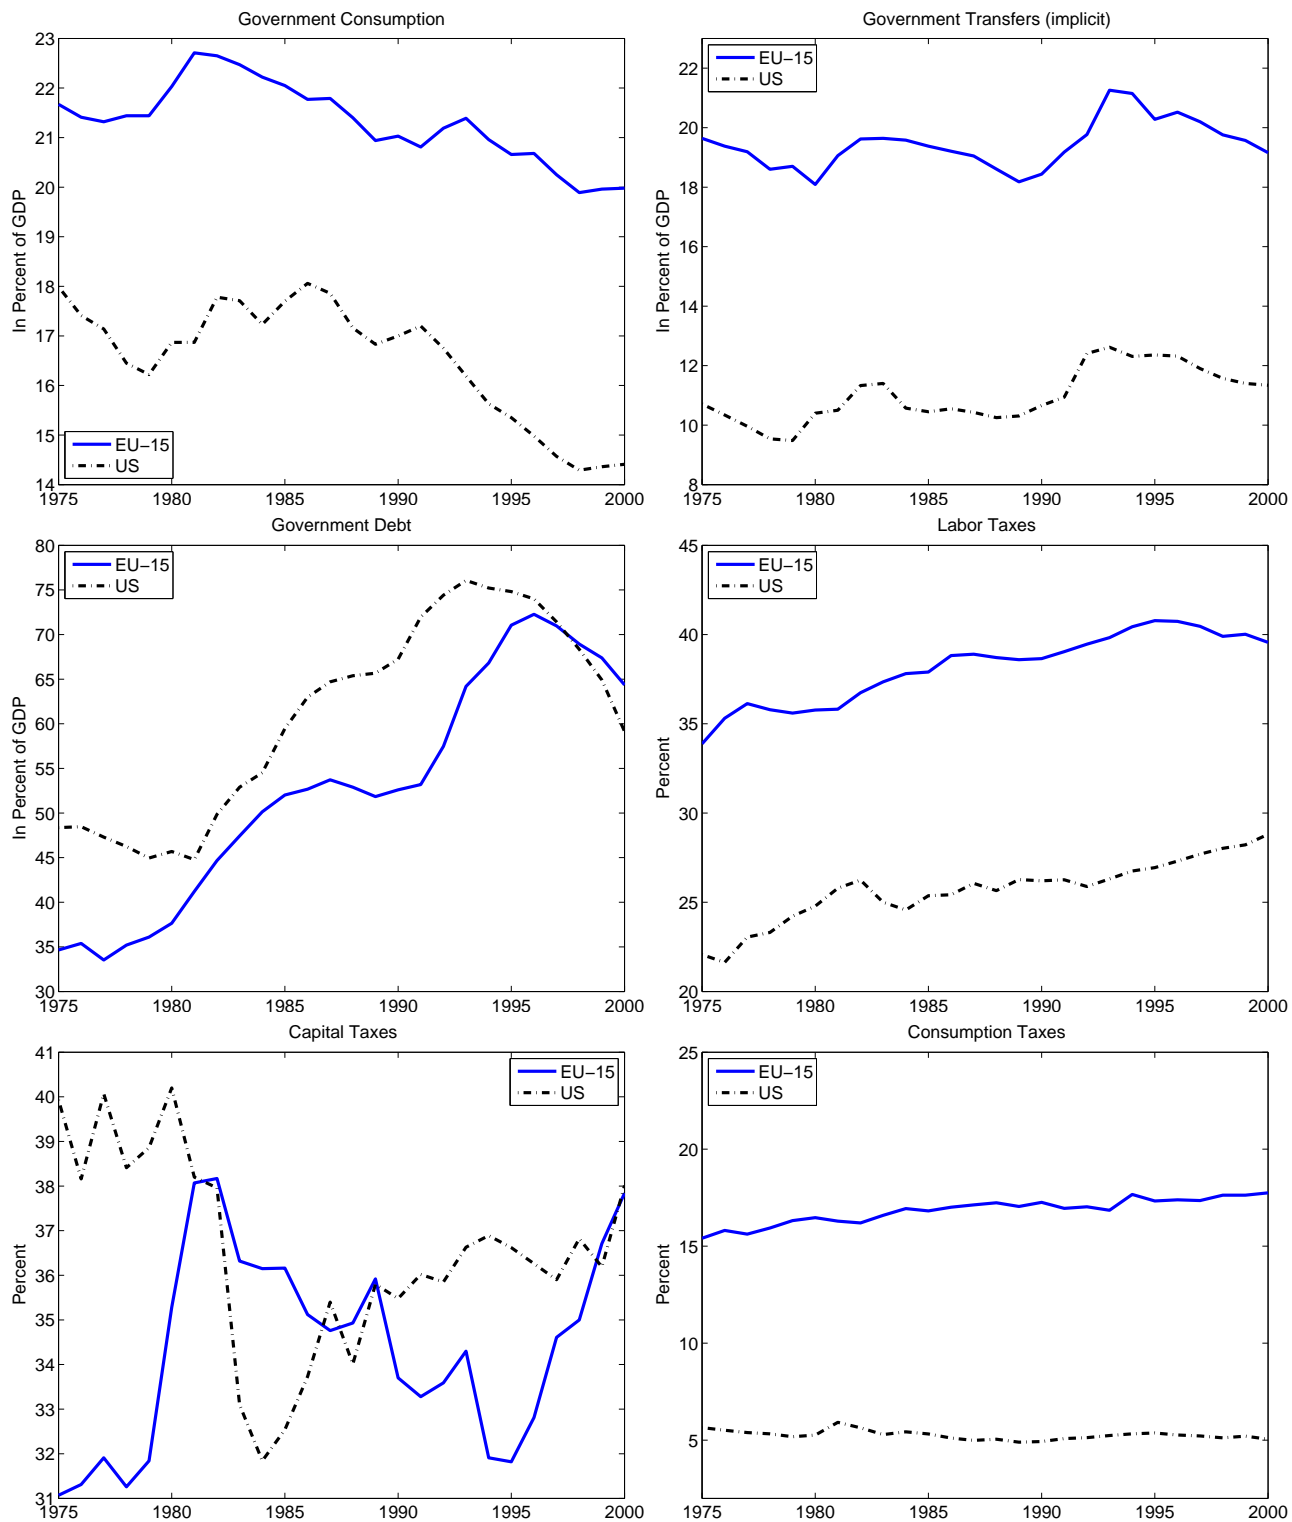 Government Consumption
In Percent of GDP
23
22
21
20
19
18
17
16
15
14
EU-15
US
1975 1980 1985 1990 1995 2000
Government Transfers (implicit)
In Percent of GDP
22
20
18
16
14
12
10
8
EU-15
US
1975 1980 1985 1990 1995 2000
Government Debt
In Percent of GDP
80
75
70
65
60
55
50
45
40
35
30
EU-15
US
1975 1980 1985 1990 1995 2000
Labor Taxes
Percent
45
40
35
30
25
20
EU-15
US
1975 1980 1985 1990 1995 2000
Capital Taxes
Percent
41
40
39
38
37
36
35
34
33
32
31
EU-15
US
1975 1980 1985 1990 1995 2000
Consumption Taxes
Percent
25
20
15
10
5
EU-15
US
1975 1980 1985 1990 1995 2000